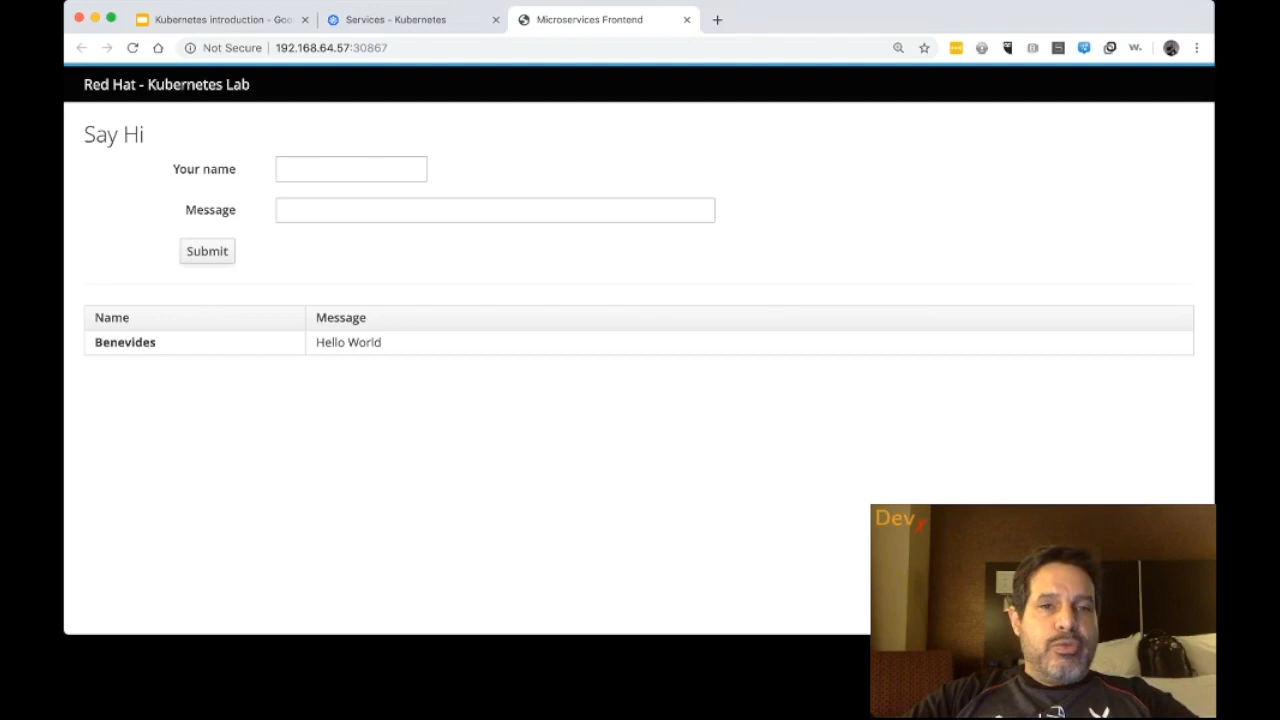 Kubernetes introduction - Goo
Services - Kubernetes
Microservices Frontend
Not Secure
192.168.64.57:30867
w.
Red Hat - Kubernetes Lab
Say Hi
Your name
Message
Submit
Name Message
Benevides Hello World
Devx